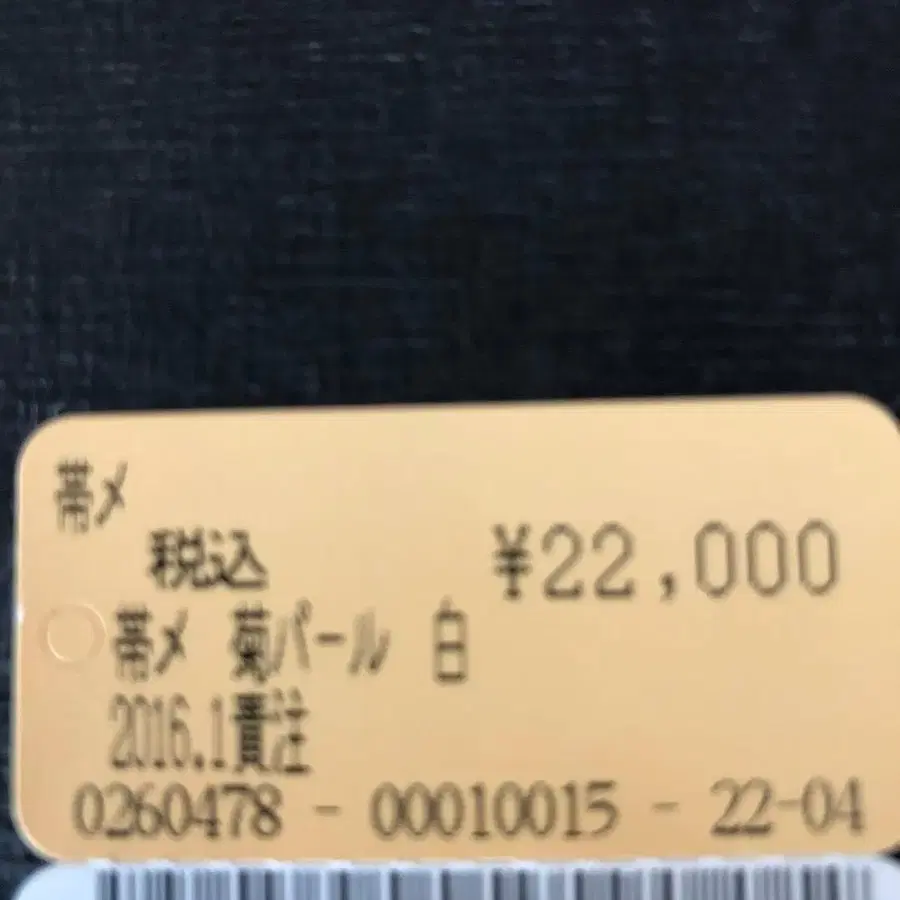 帯メ
税込 ¥22,000
帯メ 菊パール 白
2016.1貴注
0260478 - 00010015 - 22-04